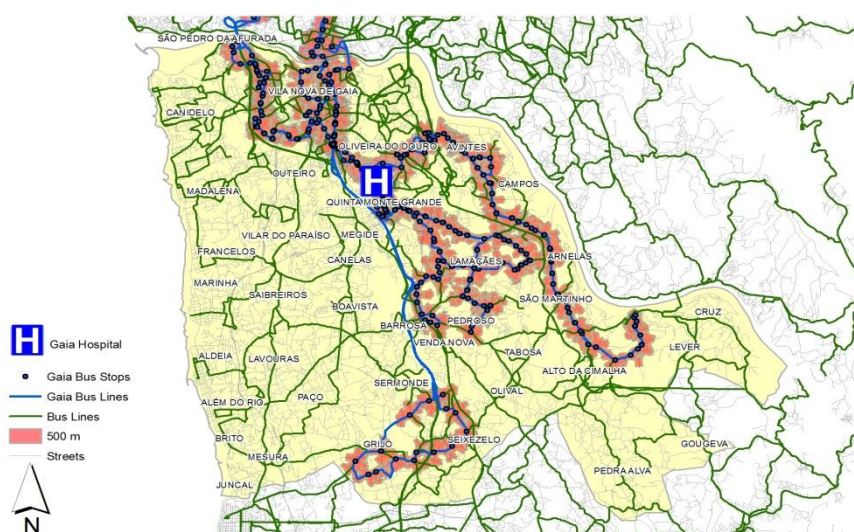 SÃO PEDRO DA AFURADA
VILA NOVA DE GAIA
CANIDELO
OLIVEIRA DO DOURO
AVINTES
OUTEIRO
H
CAMPOS
MADALENA
QUINTA MONTE GRANDE
VILAR DO PARAÍSO
MEGIDE
FRANCELOS
CANELAS
LAMAÇÃES
ARNELAS
MARINHA
SAIBREIROS
BOAVISTA
SÃO MARTINHO
CRUZ
BARROSA
PEDROSO
VENDA NOVA
LEVER
ALDEIA
LAVOURAS
TABOSA
ALTO DA CIMALHA
SERMONDE
OLIVAL
ALÉM DO RIO
PAÇO
BRITO
GRIJÓ
SEIXEZELO
GOUGEVA
MESURA
PEDRA ALVA
JUNCAL
H Gaia Hospital
Gaia Bus Stops
Gaia Bus Lines
Bus Lines
500 m
Streets
N